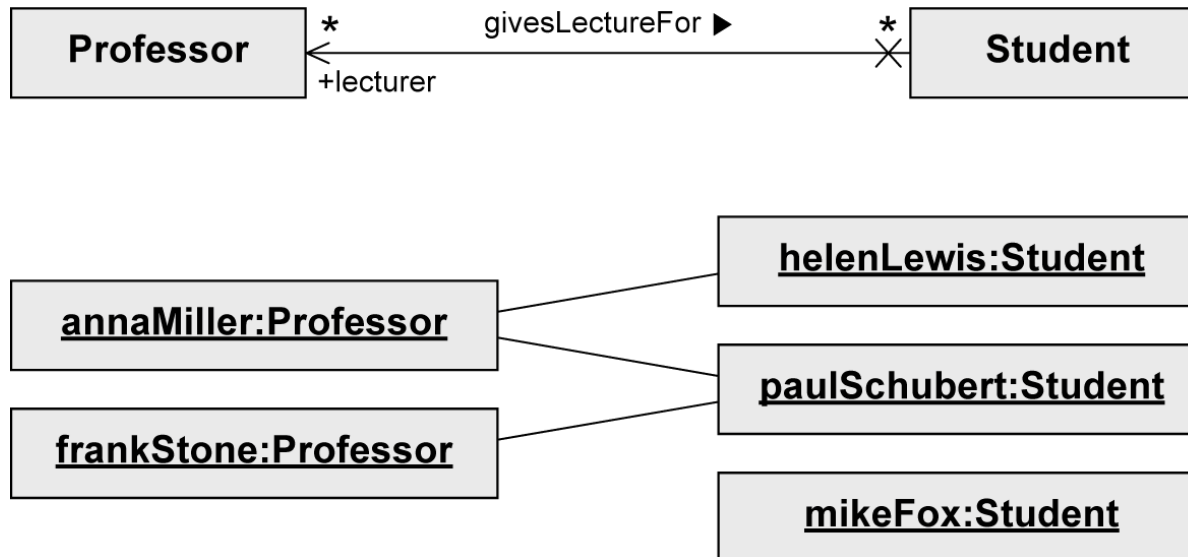 Professor
*
givesLectureFor ▶
*
Student
+lecturer
helenLewis:Student
annaMiller:Professor
paulSchubert:Student
frankStone:Professor
mikeFox:Student